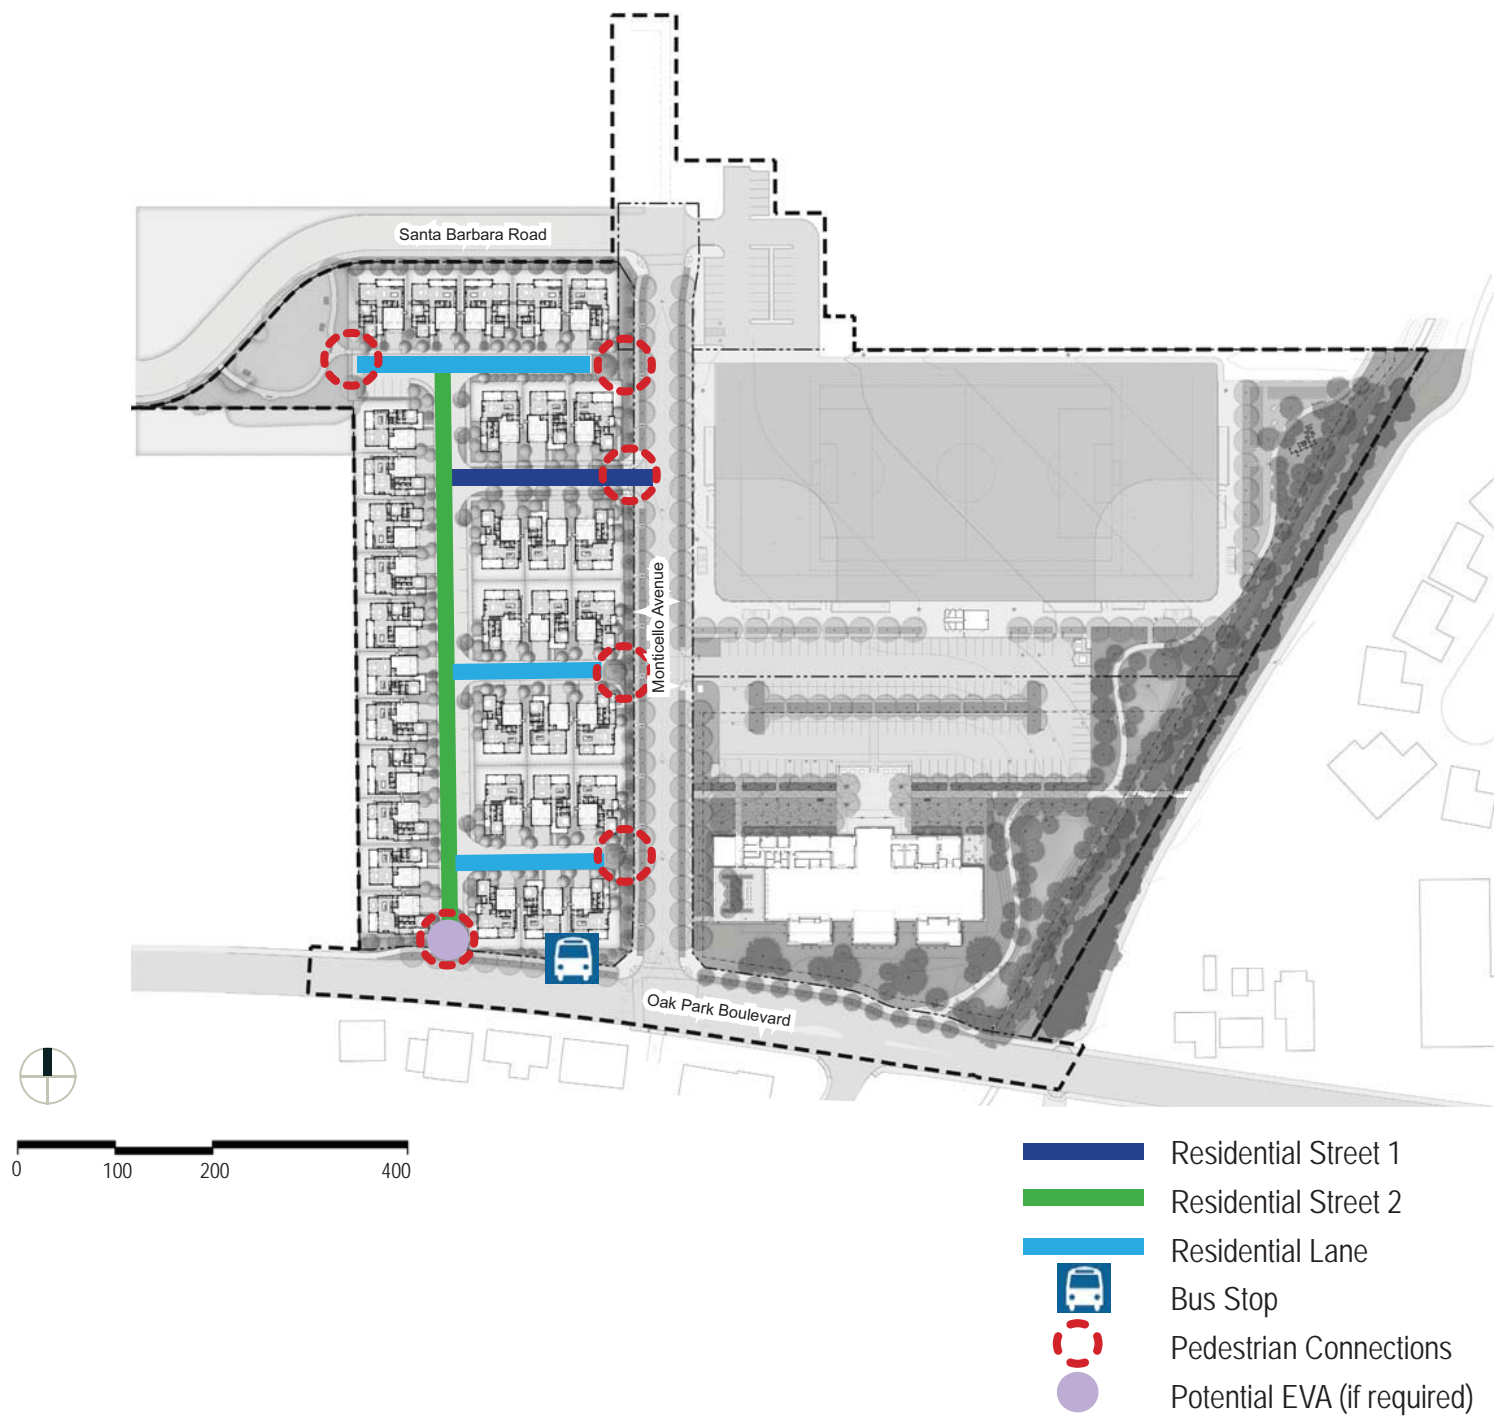 Santa Barbara Road
Monticello Avenue
Oak Park Boulevard
0 100 200 400
Residential Street 1
Residential Street 2
Residential Lane
Bus Stop
Pedestrian Connections
Potential EVA (if required)